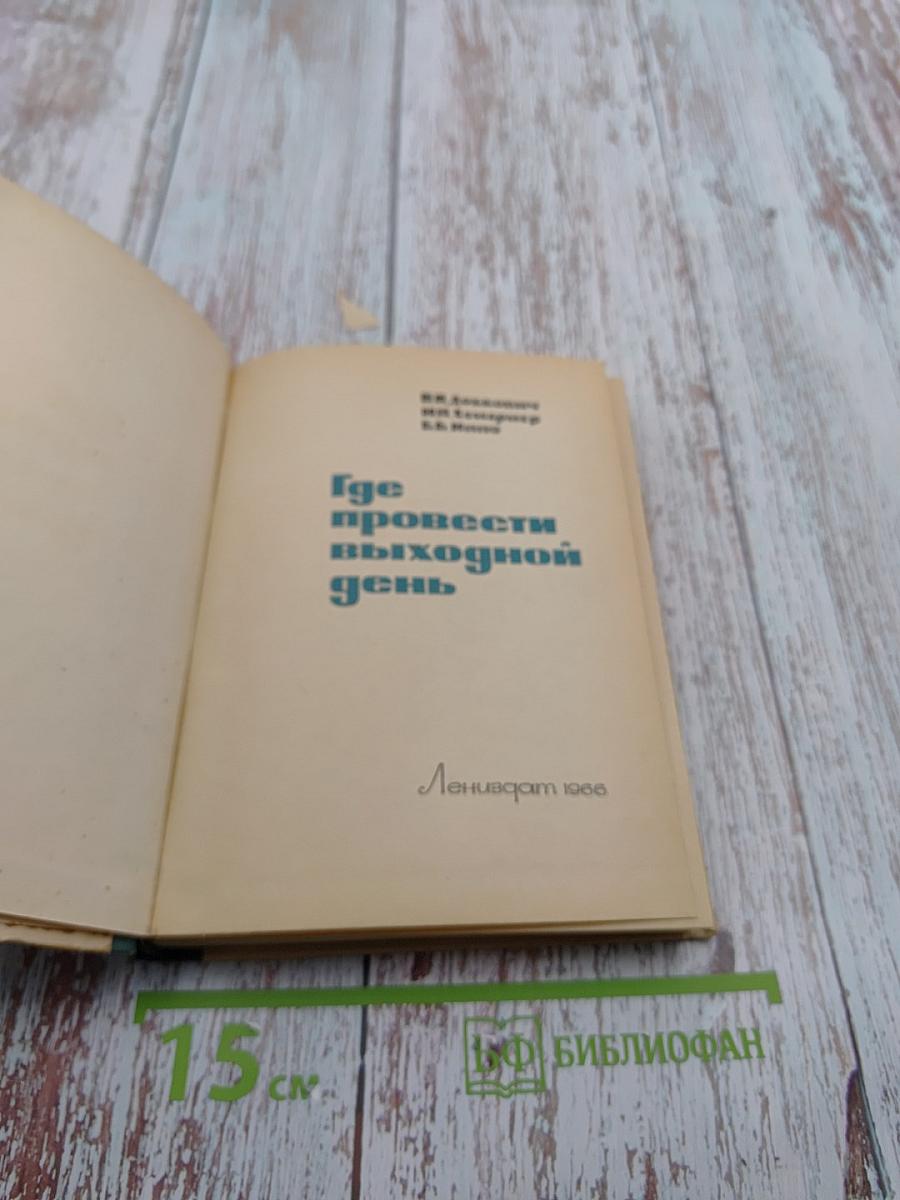 Где
провести
выходной
день
Лениздат 1966
15 см
БФ БИБЛИОФАН